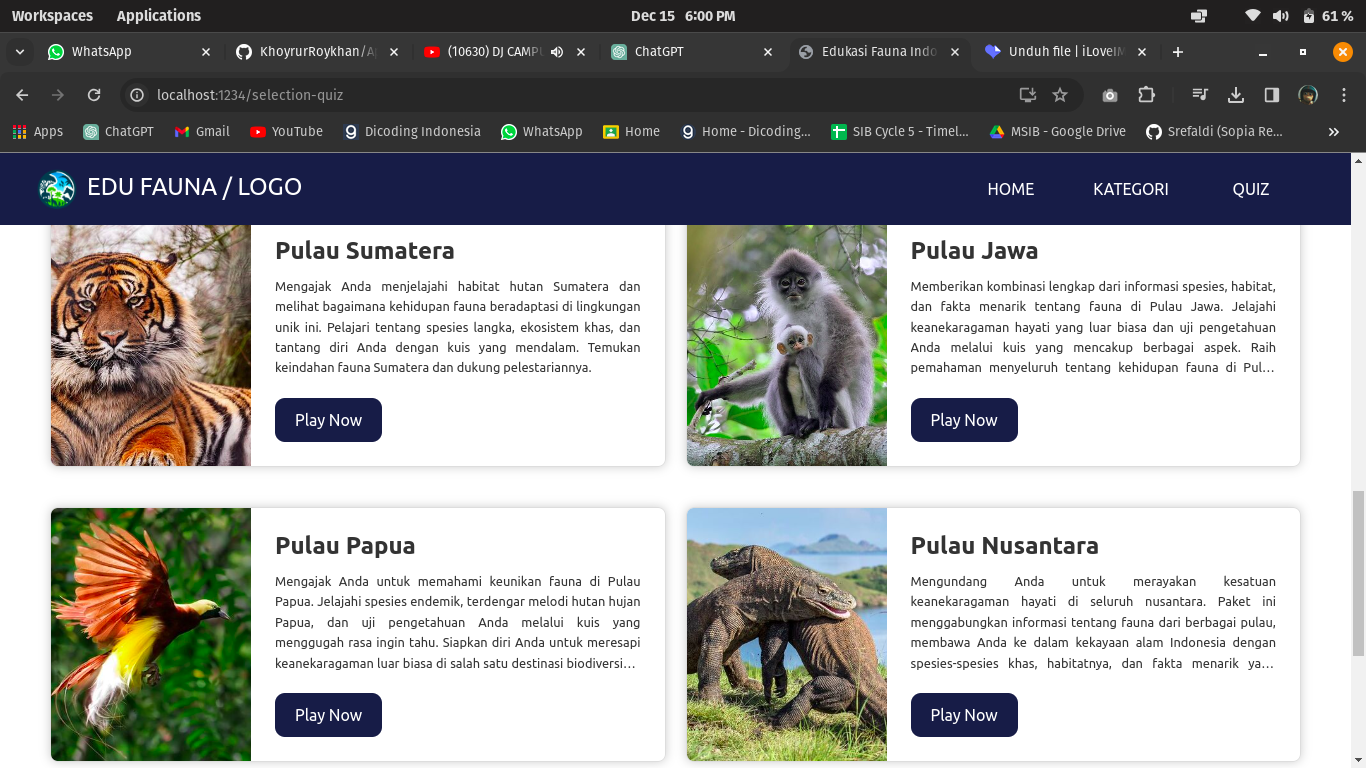 Workspaces Applications Dec 15 6:00 PM 61 %
WhatsApp KhoyrurRoykhan/A (10630) DJ CAMPU ChatGPT Edukasi Fauna Indo Unduh file | iLoveIM
localhost:1234/selection-quiz
Apps ChatGPT Gmail YouTube Dicoding Indonesia WhatsApp Home Home - Dicoding... SIB Cycle 5 - Timel... MSIB - Google Drive Srefaldi (Sopia Re...
EDU FAUNA / LOGO HOME KATEGORI QUIZ
Pulau Sumatera
Mengajak Anda menjelajahi habitat hutan Sumatera dan
melihat bagaimana kehidupan fauna beradaptasi di lingkungan
unik ini. Pelajari tentang spesies langka, ekosistem khas, dan
tantang diri Anda dengan kuis yang mendalam. Temukan
keindahan fauna Sumatera dan dukung pelestariannya.
Play Now
Pulau Jawa
Memberikan kombinasi lengkap dari informasi spesies, habitat,
dan fakta menarik tentang fauna di Pulau Jawa. Jelajahi
keanekaragaman hayati yang luar biasa dan uji pengetahuan
Anda melalui kuis yang mencakup berbagai aspek. Raih
pemahaman menyeluruh tentang kehidupan fauna di Pul...
Play Now
Pulau Papua
Mengajak Anda untuk memahami keunikan fauna di Pulau
Papua. Jelajahi spesies endemik, terdengar melodi hutan hujan
Papua, dan uji pengetahuan Anda melalui kuis yang
menggugah rasa ingin tahu. Siapkan diri Anda untuk meresapi
keanekaragaman luar biasa di salah satu destinasi biodiversi...
Play Now
Pulau Nusantara
Mengundang Anda untuk merayakan kesatuan
keanekaragaman hayati di seluruh nusantara. Paket ini
menggabungkan informasi tentang fauna dari berbagai pulau,
membawa Anda ke dalam kekayaan alam Indonesia dengan
spesies-spesies khas, habitatnya, dan fakta menarik ya...
Play Now